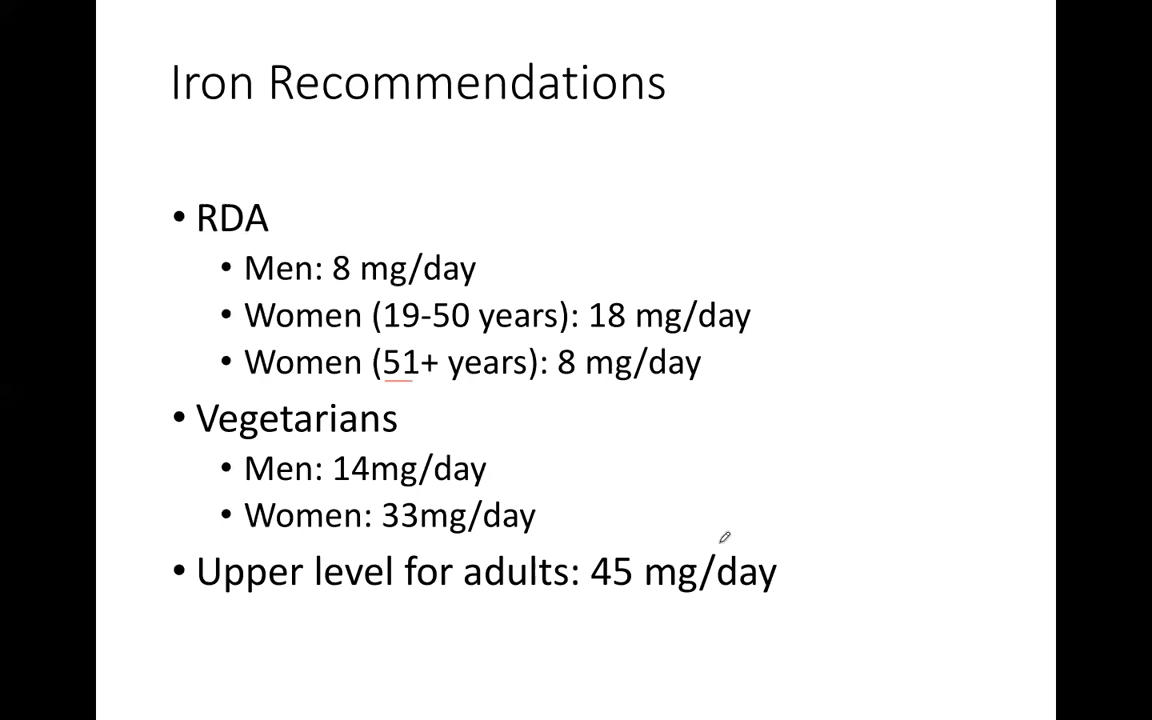 Iron Recommendations
• RDA
• Men: 8 mg/day
• Women (19-50 years): 18 mg/day
• Women (51+ years): 8 mg/day
• Vegetarians
• Men: 14mg/day
• Women: 33mg/day
• Upper level for adults: 45 mg/day